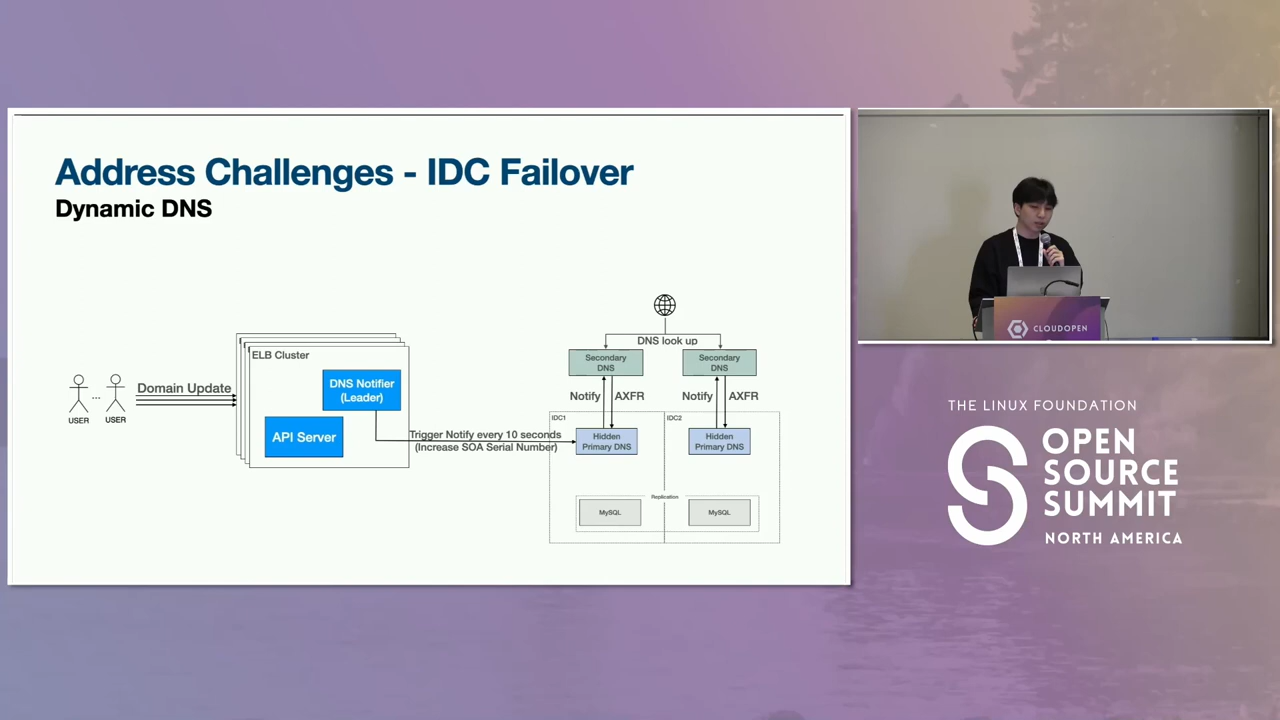 Address Challenges - IDC Failover
Dynamic DNS
DNS look up
Secondary
DNS
Secondary
DNS
ELB Cluster
DNS Notifier
(Leader)
API Server
Domain Update
...
USER
USER
Notify
AXFR
Notify
AXFR
IDC1
IDC2
Trigger Notify every 10 seconds
(Increase SOA Serial Number)
Hidden
Primary DNS
Hidden
Primary DNS
Replication
MySQL
MySQL
CLOUDOPEN
THE LINUX FOUNDATION
OPEN
SOURCE
SUMMIT
NORTH AMERICA